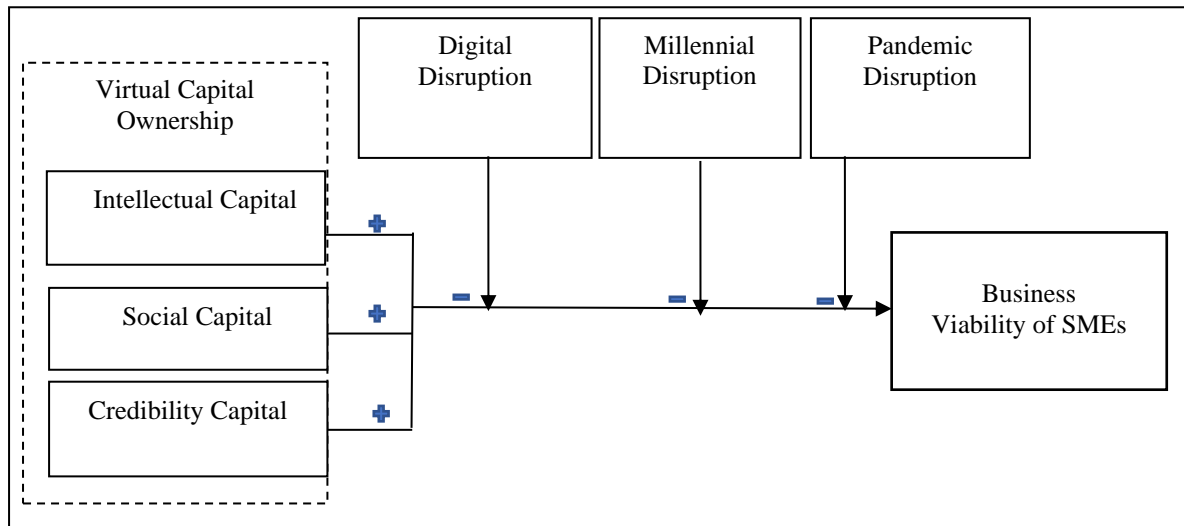 Digital
Disruption
Millennial
Disruption
Pandemic
Disruption
Virtual Capital
Ownership
Intellectual Capital
Social Capital
Credibility Capital
Business
Viability of SMEs